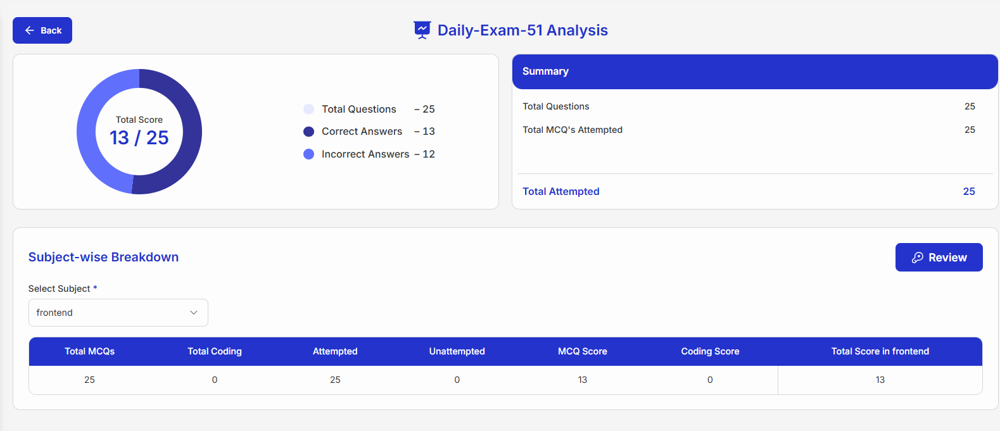 Back
Daily-Exam-51 Analysis
Total Score
13 / 25
Total Questions – 25
Correct Answers – 13
Incorrect Answers – 12
Summary
Total Questions 25
Total MCQ's Attempted 25
Total Attempted 25
Subject-wise Breakdown
Review
Select Subject *
frontend
Total MCQs Total Coding Attempted Unattempted MCQ Score Coding Score Total Score in frontend
25 0 25 0 13 0 13